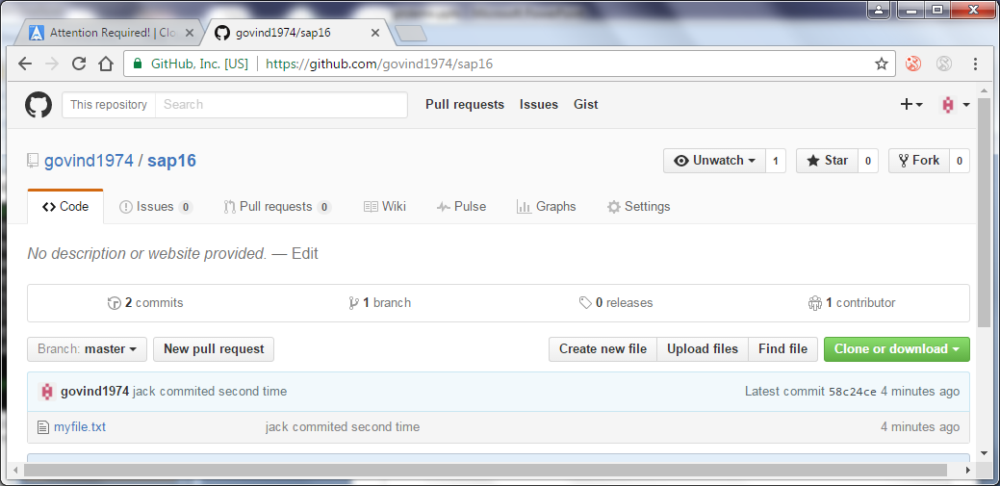 Attention Required! | Clo
govind1974/sap16
GitHub, Inc. [US] | https://github.com/govind1974/sap16
This repository Search Pull requests Issues Gist
govind1974 / sap16 Unwatch 1 Star 0 Fork 0
Code Issues 0 Pull requests 0 Wiki Pulse Graphs Settings
No description or website provided. — Edit
2 commits 1 branch 0 releases 1 contributor
Branch: master New pull request Create new file Upload files Find file Clone or download
govind1974 jack commited second time Latest commit 58c24ce 4 minutes ago
myfile.txt jack commited second time 4 minutes ago